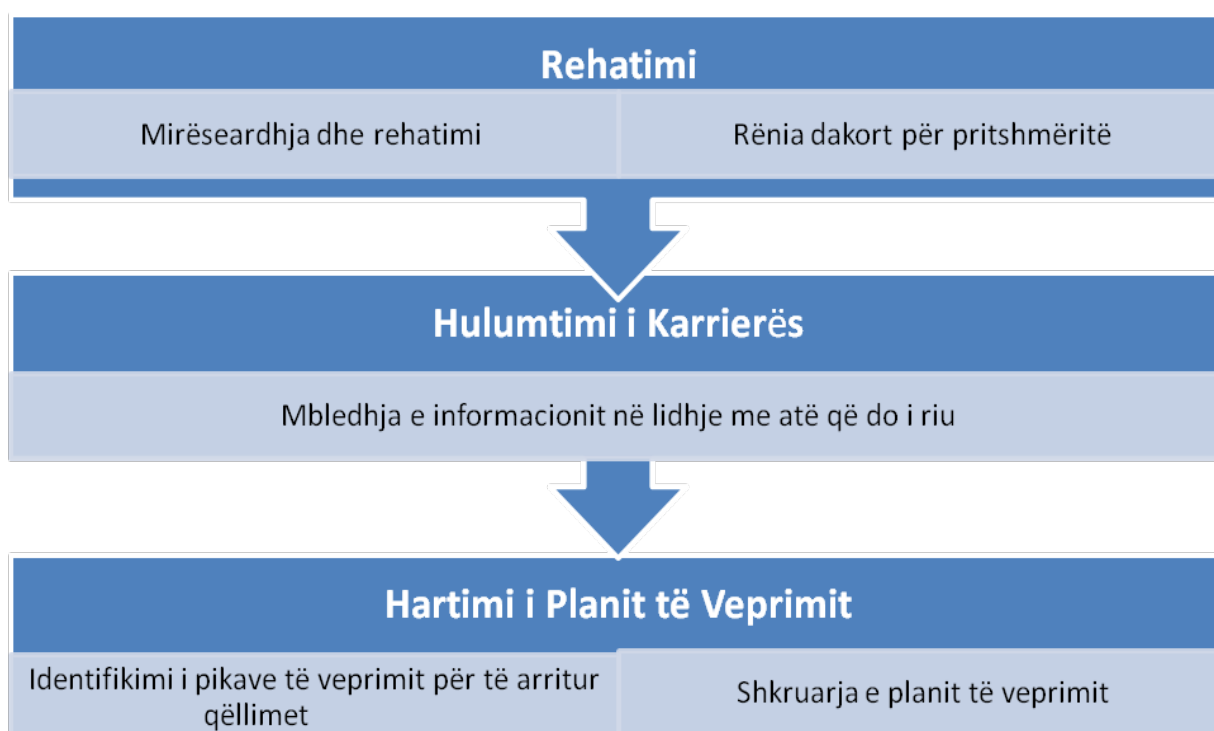 Rehatimi
Mirëseardhja dhe rehatimi
Rënia dakort për pritshmëritë
Hulumtimi i Karrierës
Mbledhja e informacionit në lidhje me atë që do i riu
Hartimi i Planit të Veprimit
Identifikimi i pikave të veprimit për të arritur
qëllimet
Shkruarja e planit të veprimit